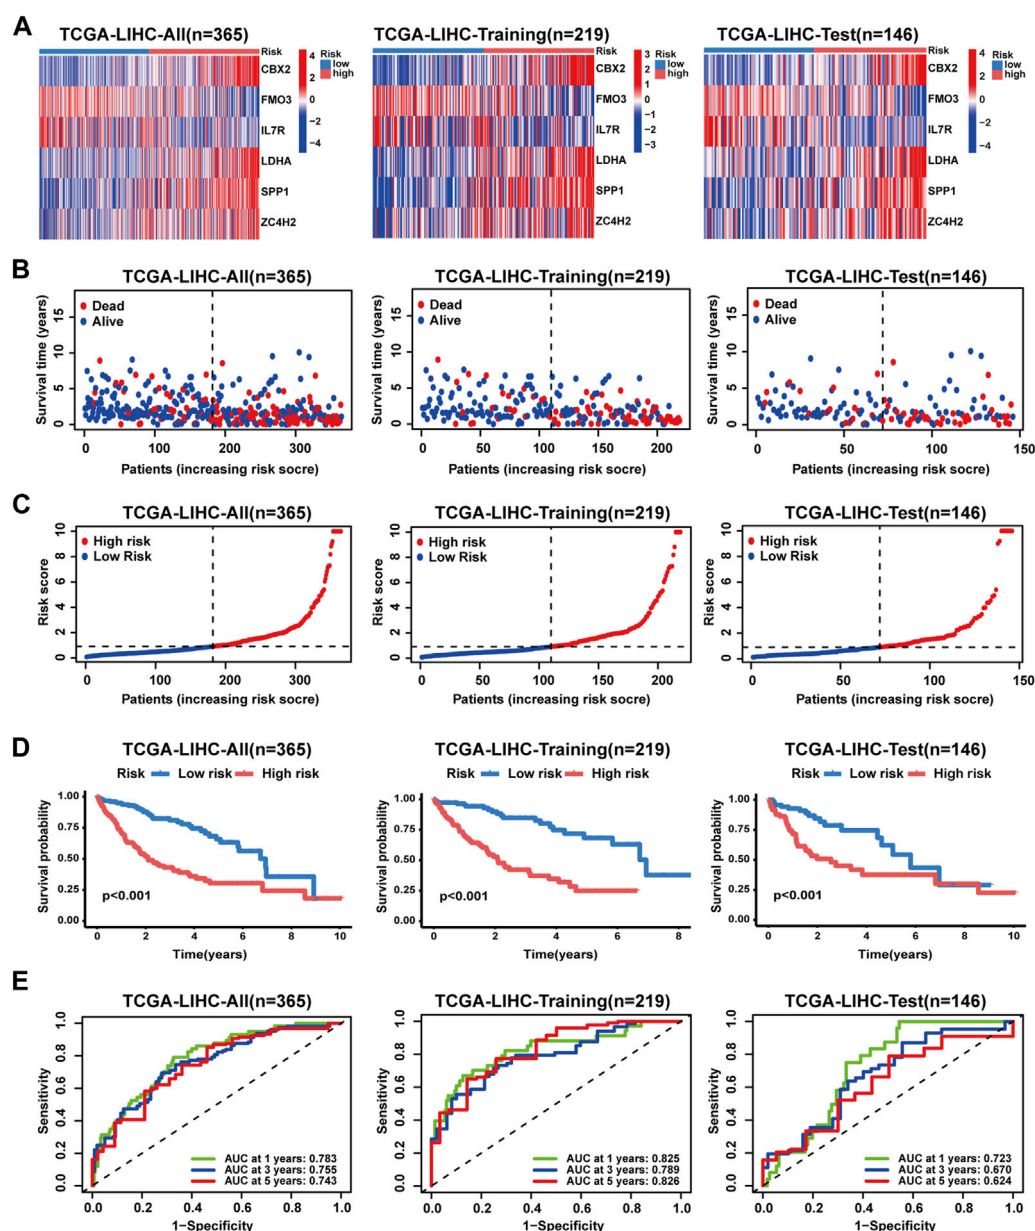 A
TCGA-LIHC-All(n=365)
Risk
CBX2
FMO3
IL7R
LDHA
SPP1
ZC4H2
4
2
0
−2
−4
Risk
low
high
TCGA-LIHC-Training(n=219)
Risk
CBX2
FMO3
IL7R
LDHA
SPP1
ZC4H2
3
2
1
0
−1
−2
−3
Risk
low
high
TCGA-LIHC-Test(n=146)
Risk
CBX2
FMO3
IL7R
LDHA
SPP1
ZC4H2
4
2
0
−2
−4
Risk
low
high
B
TCGA-LIHC-All(n=365)
Dead
Alive
Survival time (years)
15
10
5
0
0 100 200 300
Patients (increasing risk socre)
TCGA-LIHC-Training(n=219)
Dead
Alive
Survival time (years)
15
10
5
0
0 50 100 150 200
Patients (increasing risk socre)
TCGA-LIHC-Test(n=146)
Dead
Alive
Survival time (years)
15
10
5
0
0 50 100 150
Patients (increasing risk socre)
C
TCGA-LIHC-All(n=365)
High risk
Low Risk
Risk score
10
8
6
4
2
0
0 100 200 300
Patients (increasing risk socre)
TCGA-LIHC-Training(n=219)
High risk
Low Risk
Risk score
10
8
6
4
2
0
0 50 100 150 200
Patients (increasing risk socre)
TCGA-LIHC-Test(n=146)
High risk
Low Risk
Risk score
10
8
6
4
2
0
0 50 100 150
Patients (increasing risk socre)
D
TCGA-LIHC-All(n=365)
Risk Low risk High risk
Survival probability
1.00
0.75
0.50
0.25
0.00
p<0.001
0 2 4 6 8 10
Time(years)
TCGA-LIHC-Training(n=219)
Risk Low risk High risk
Survival probability
1.00
0.75
0.50
0.25
0.00
p<0.001
0 2 4 6 8
Time(years)
TCGA-LIHC-Test(n=146)
Risk Low risk High risk
Survival probability
1.00
0.75
0.50
0.25
0.00
p<0.001
0 2 4 6 8 10
Time(years)
E
TCGA-LIHC-All(n=365)
Sensitivity
1.0
0.8
0.6
0.4
0.2
0.0
AUC at 1 years: 0.783
AUC at 3 years: 0.755
AUC at 5 years: 0.743
0.0 0.2 0.4 0.6 0.8 1.0
1−Specificity
TCGA-LIHC-Training(n=219)
Sensitivity
1.0
0.8
0.6
0.4
0.2
0.0
AUC at 1 years: 0.825
AUC at 3 years: 0.789
AUC at 5 years: 0.826
0.0 0.2 0.4 0.6 0.8 1.0
1−Specificity
TCGA-LIHC-Test(n=146)
Sensitivity
1.0
0.8
0.6
0.4
0.2
0.0
AUC at 1 years: 0.723
AUC at 3 years: 0.670
AUC at 5 years: 0.624
0.0 0.2 0.4 0.6 0.8 1.0
1−Specificity